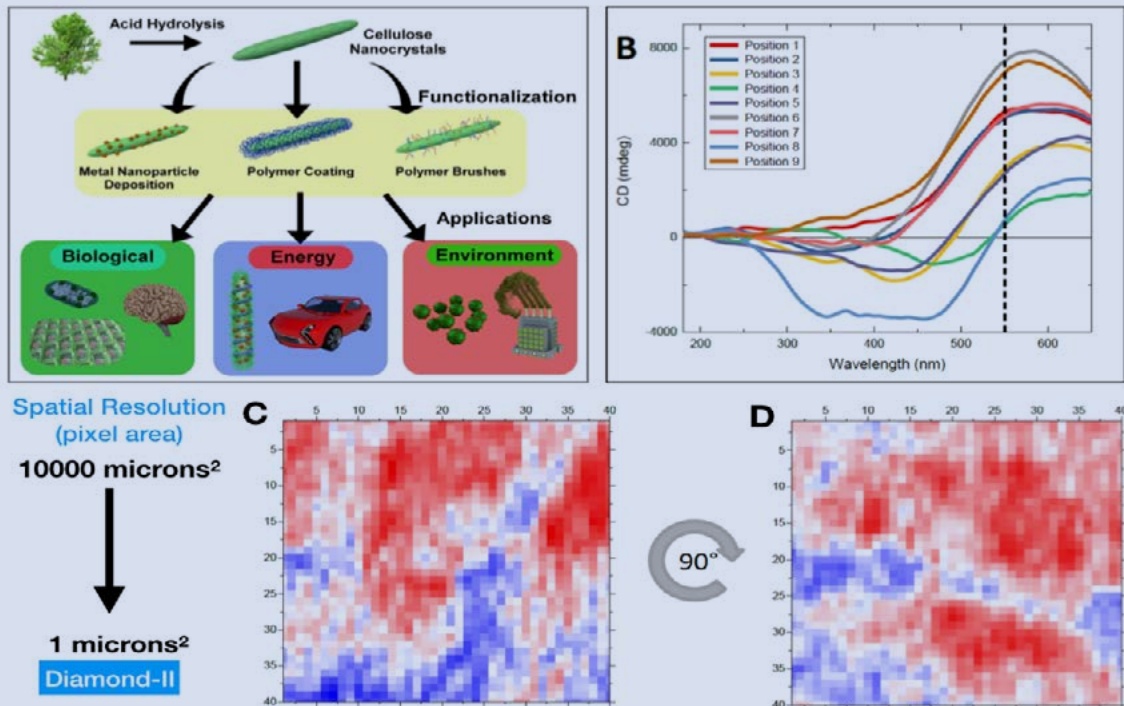 Acid Hydrolysis
Cellulose
Nanocrystals
Functionalization
Metal Nanoparticle
Deposition
Polymer Coating
Polymer Brushes
Applications
Biological
Energy
Environment
B
Position 1
Position 2
Position 3
Position 4
Position 5
Position 6
Position 7
Position 8
Position 9
CD (mdeg)
8000
4000
0
-4000
200 300 400 500 600
Wavelength (nm)
Spatial Resolution
(pixel area)
10000 microns²
1 microns²
Diamond-II
C
5 10 15 20 25 30 35 40
5
10
15
20
25
30
35
40
90°
D
5 10 15 20 25 30 35 40
5
10
15
20
25
30
35
40